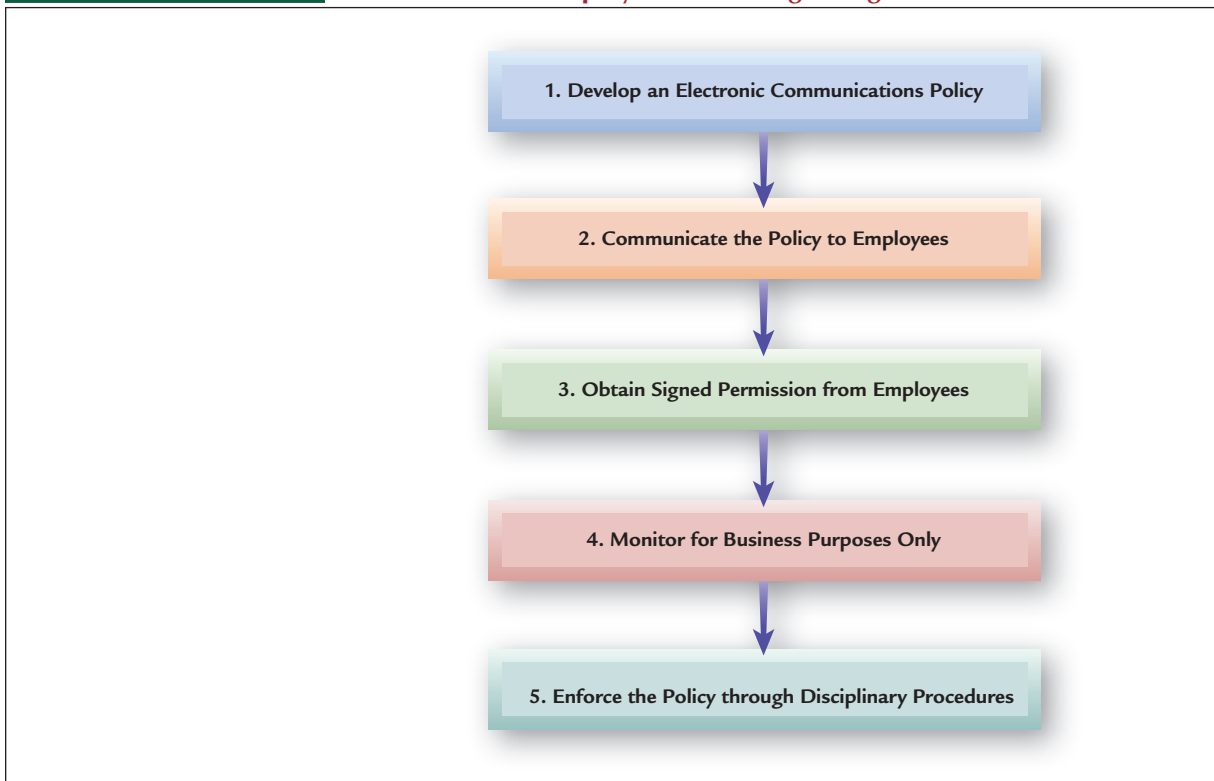 1. Develop an Electronic Communications Policy
2. Communicate the Policy to Employees
3. Obtain Signed Permission from Employees
4. Monitor for Business Purposes Only
5. Enforce the Policy through Disciplinary Procedures